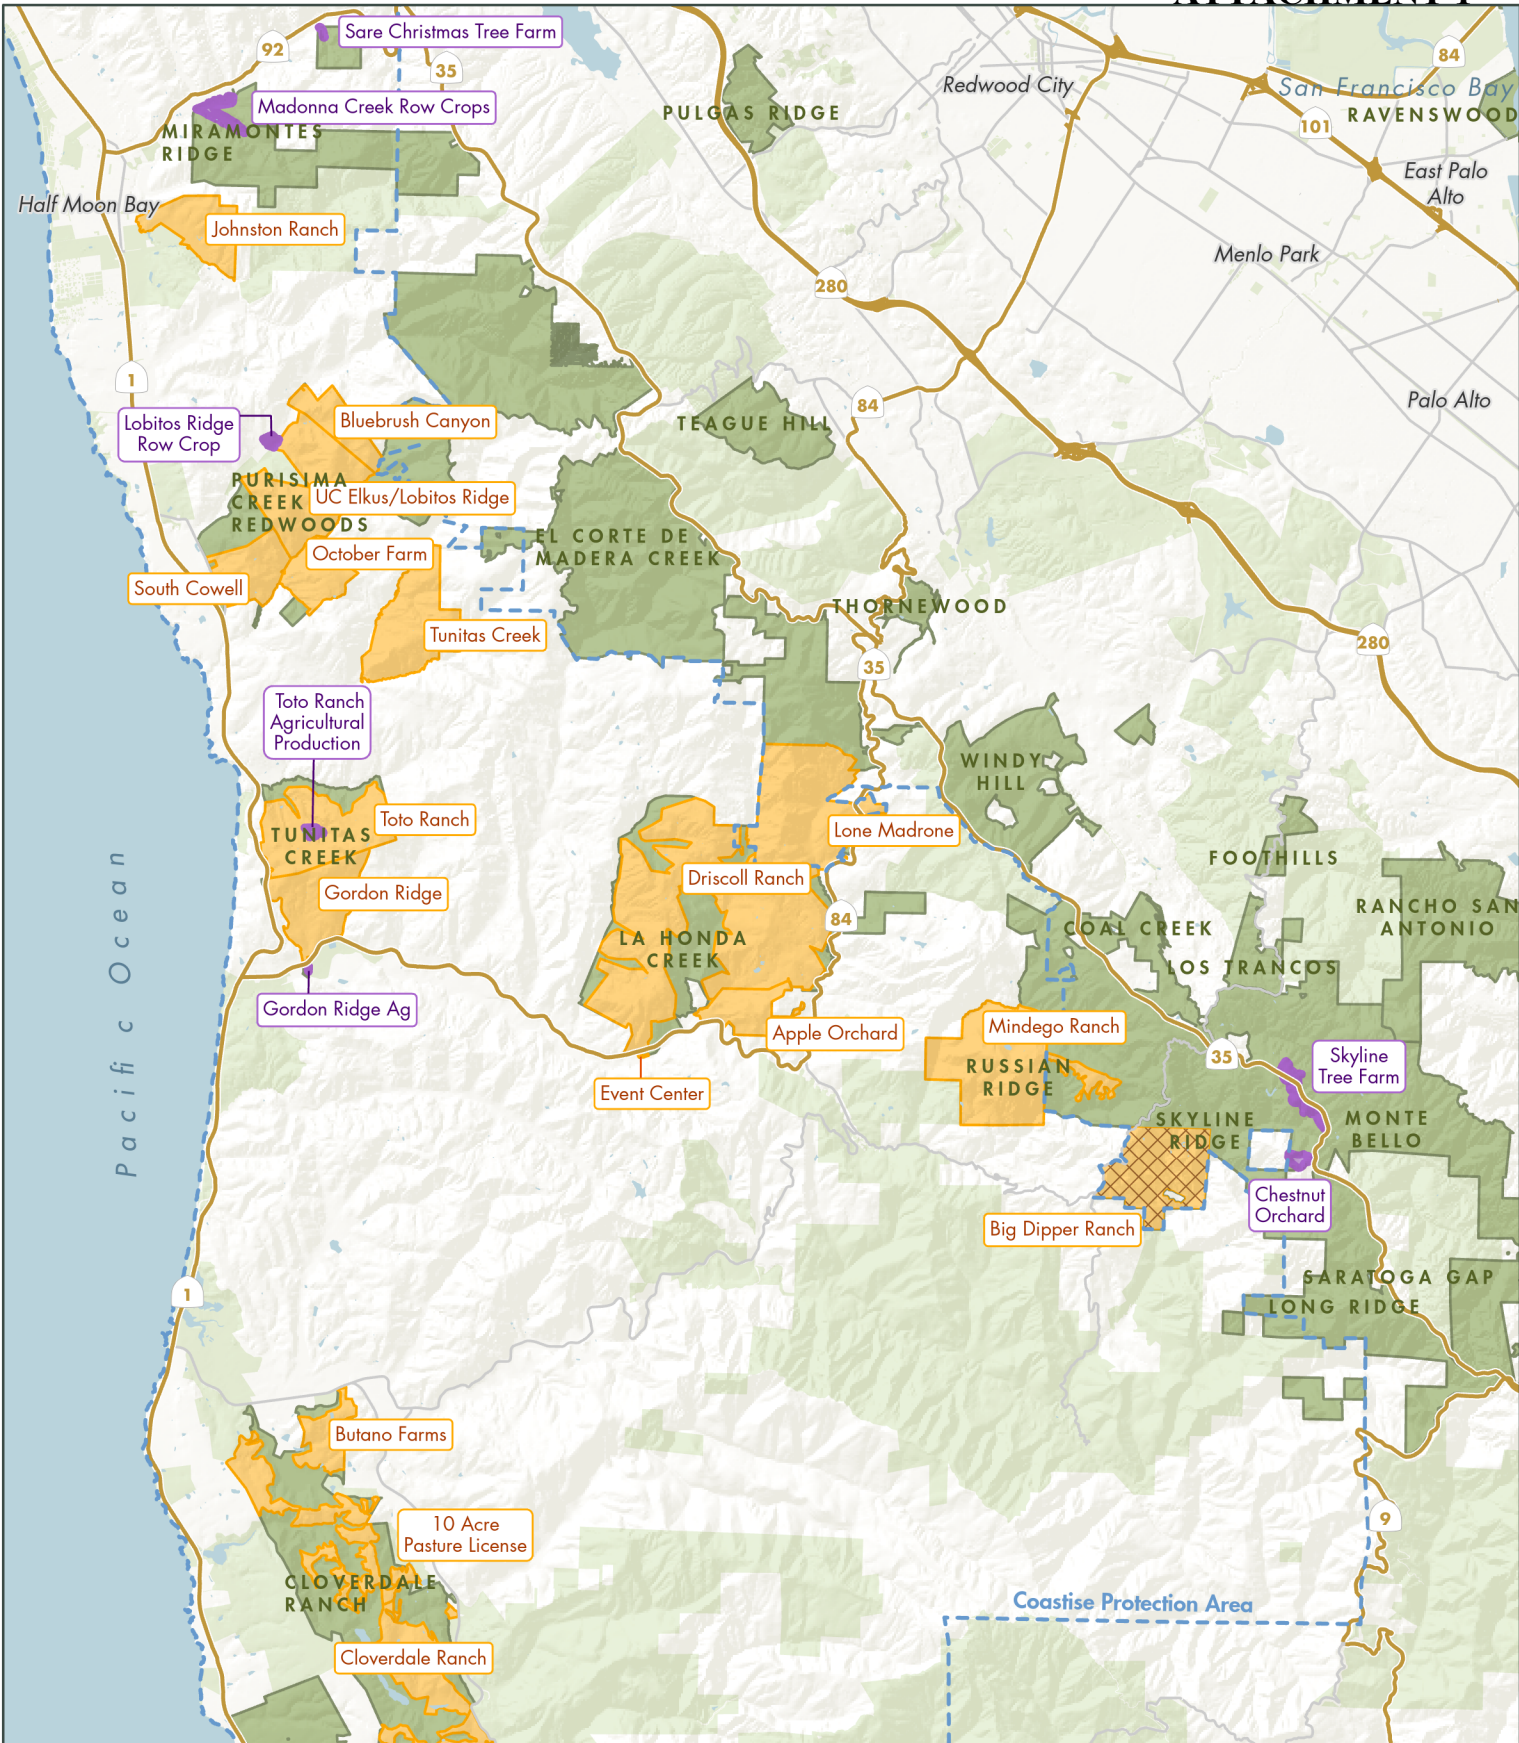 ATTACHMENT 1
Sare Christmas Tree Farm
92
35
84
Redwood City
San Francisco Bay
Madonna Creek Row Crops
PULGAS RIDGE
RAVENSWOOD
101
MIRAMONTES
RIDGE
East Palo
Alto
Half Moon Bay
Johnston Ranch
Menlo Park
280
1
84
Palo Alto
Lobitos Ridge
Row Crop
Bluebrush Canyon
TEAGUE HILL
PURISIMA
CREEK
REDWOODS
UC Elkus/Lobitos Ridge
EL CORTE DE
MADERA CREEK
October Farm
South Cowell
THORNEWOOD
Tunitas Creek
280
35
Toto Ranch
Agricultural
Production
WINDY
HILL
Toto Ranch
TUNITAS
CREEK
Lone Madrone
FOOTHILLS
Driscoll Ranch
Gordon Ridge
84
RANCHO SAN
ANTONIO
COAL CREEK
LA HONDA
CREEK
LOS TRANCOS
Pacific Ocean
Gordon Ridge Ag
Apple Orchard
Mindego Ranch
35
Skyline
Tree Farm
RUSSIAN
RIDGE
Event Center
SKYLINE
RIDGE
MONTE
BELLO
Chestnut
Orchard
Big Dipper Ranch
SARATOGA GAP
1
LONG RIDGE
Butano Farms
9
10 Acre
Pasture License
CLOVERDALE
RANCH
Coastise Protection Area
Cloverdale Ranch